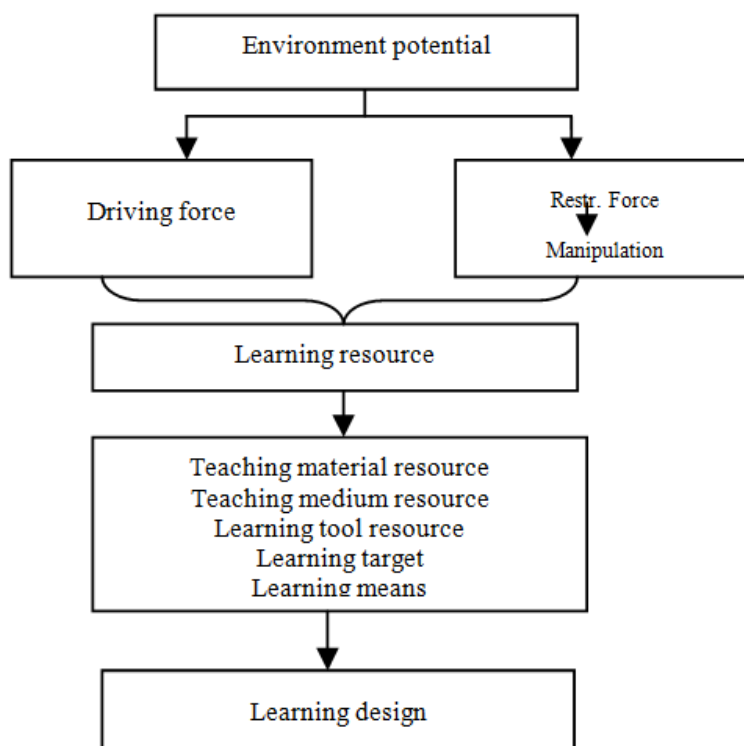 Environment potential
Driving force
Restr. Force
Manipulation
Learning resource
Teaching material resource
Teaching medium resource
Learning tool resource
Learning target
Learning means
Learning design